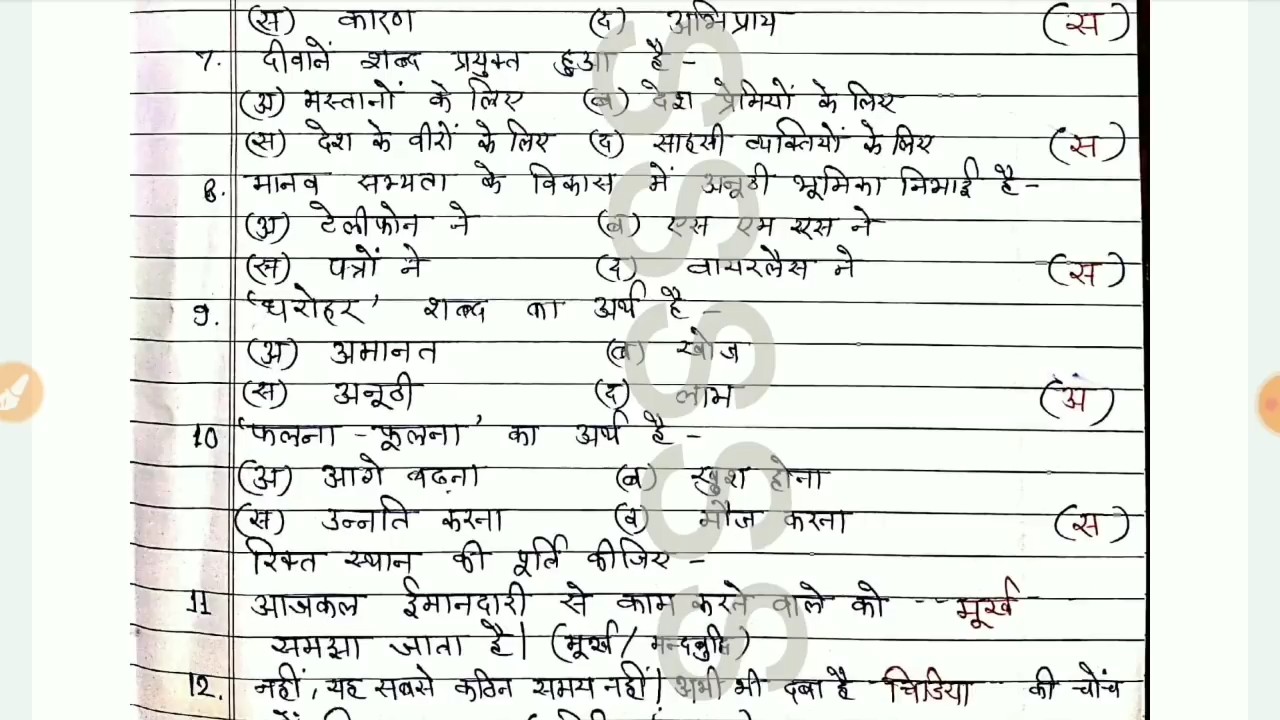 (स) कारण (द) अभिप्राय (स)
7. दीवानें शब्द प्रयुक्त हुआ है -
(अ) मस्तानों के लिए (ब) देश प्रेमियों के लिए
(स) देश के वीरों के लिए (द) साहसी व्यक्तियों के लिए (स)
8. मानव सभ्यता के विकास में अनूठी भूमिका निभाई है -
(अ) टेलीफोन ने (ब) एस एम एस ने
(स) पत्रों ने (द) वायरलैस ने (स)
9. 'धरोहर' शब्द का अर्थ है -
(अ) अमानत (ब) खोज
(स) अनूठी (द) लाभ (अ)
10 'फलना - फूलना' का अर्थ है -
(अ) आगे बढ़ना (ब) खुश होना
(स) उन्नति करना (द) मौज करना (स)
रिक्त स्थान की पूर्ति कीजिए -
11 आजकल ईमानदारी से काम करते वाले को -- मूर्ख
समझा जाता है। (मूर्ख / मन्दबुद्धि)
12. नहीं, यह सबसे कठिन समय नहीं। अभी भी दबा है चिडिया की चोंच